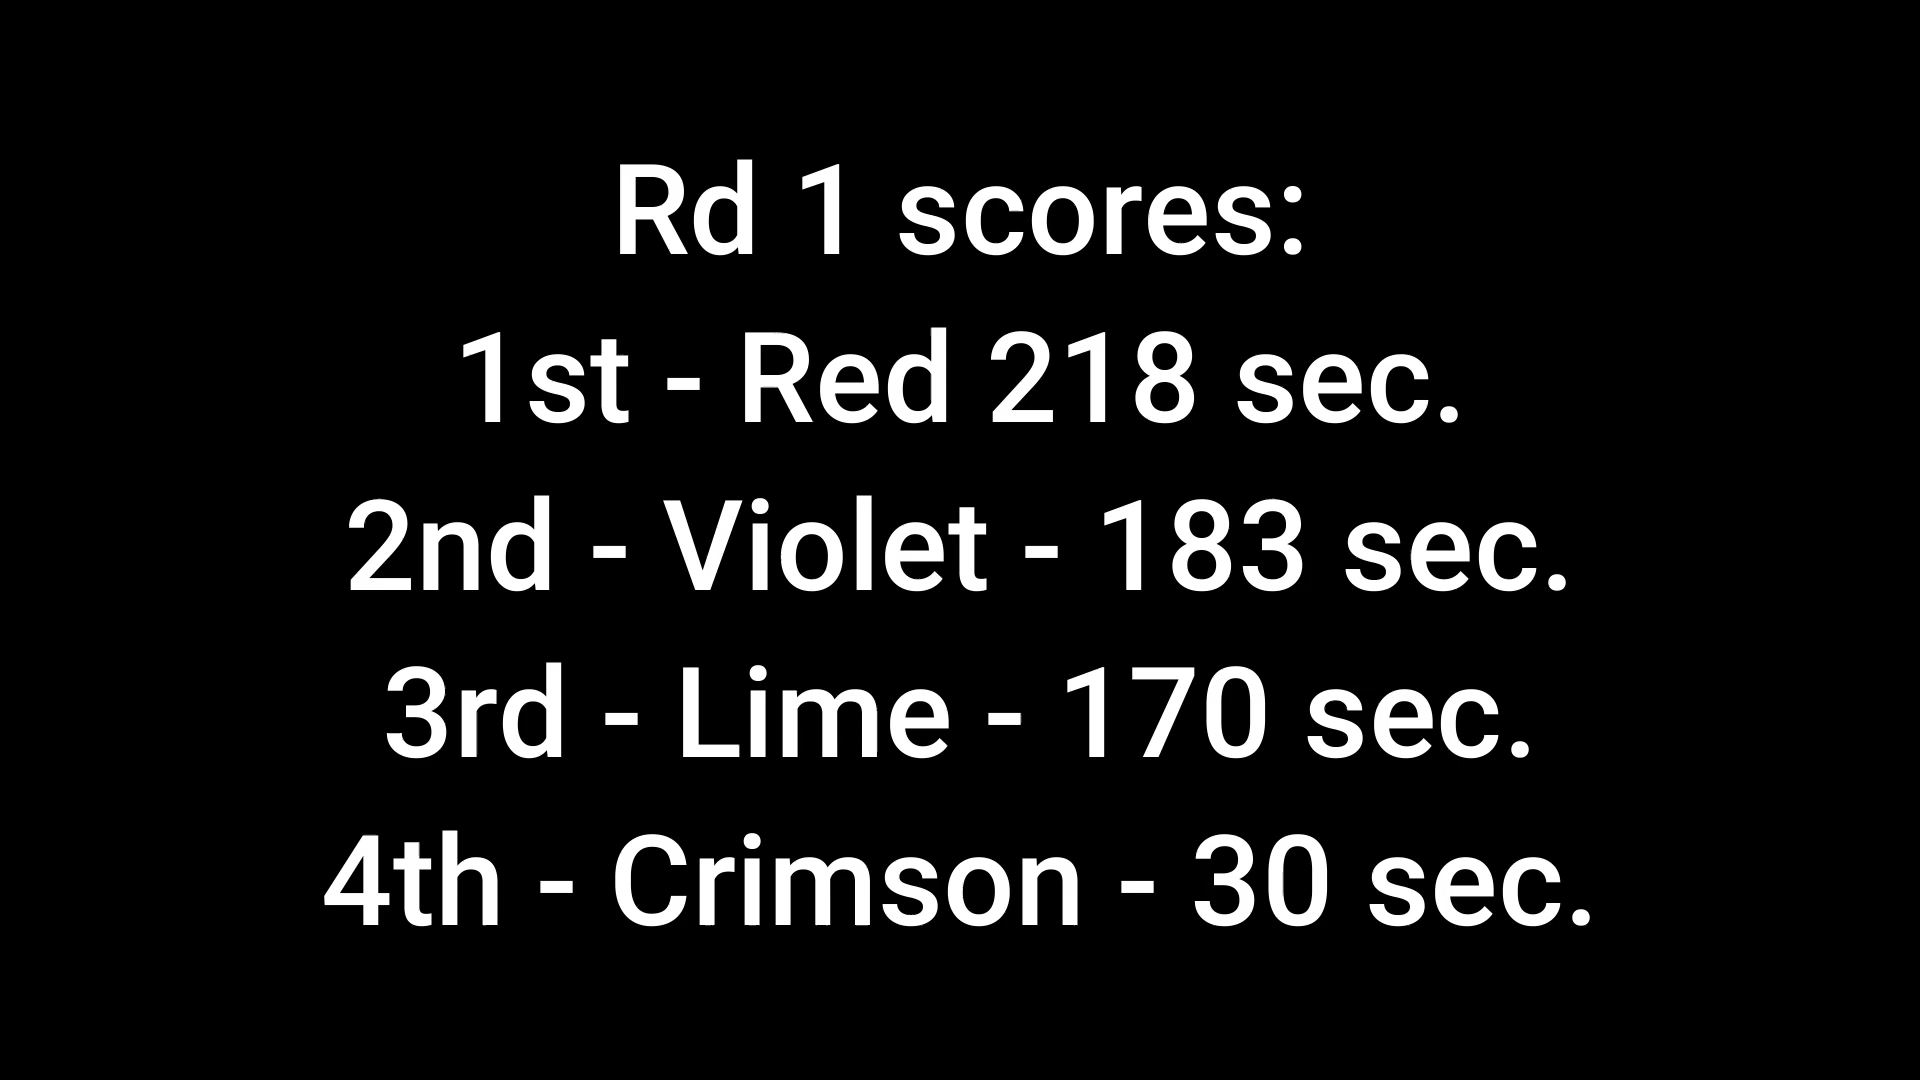 Rd 1 scores:
1st - Red 218 sec.
2nd - Violet - 183 sec.
3rd - Lime - 170 sec.
4th - Crimson - 30 sec.